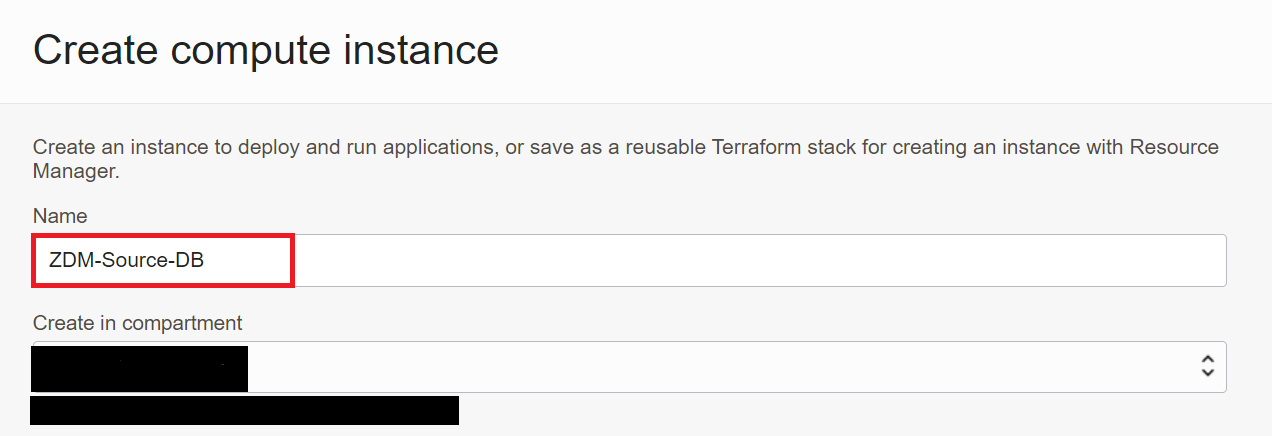 Create compute instance
Create an instance to deploy and run applications, or save as a reusable Terraform stack for creating an instance with Resource
Manager.
Name
ZDM-Source-DB
Create in compartment